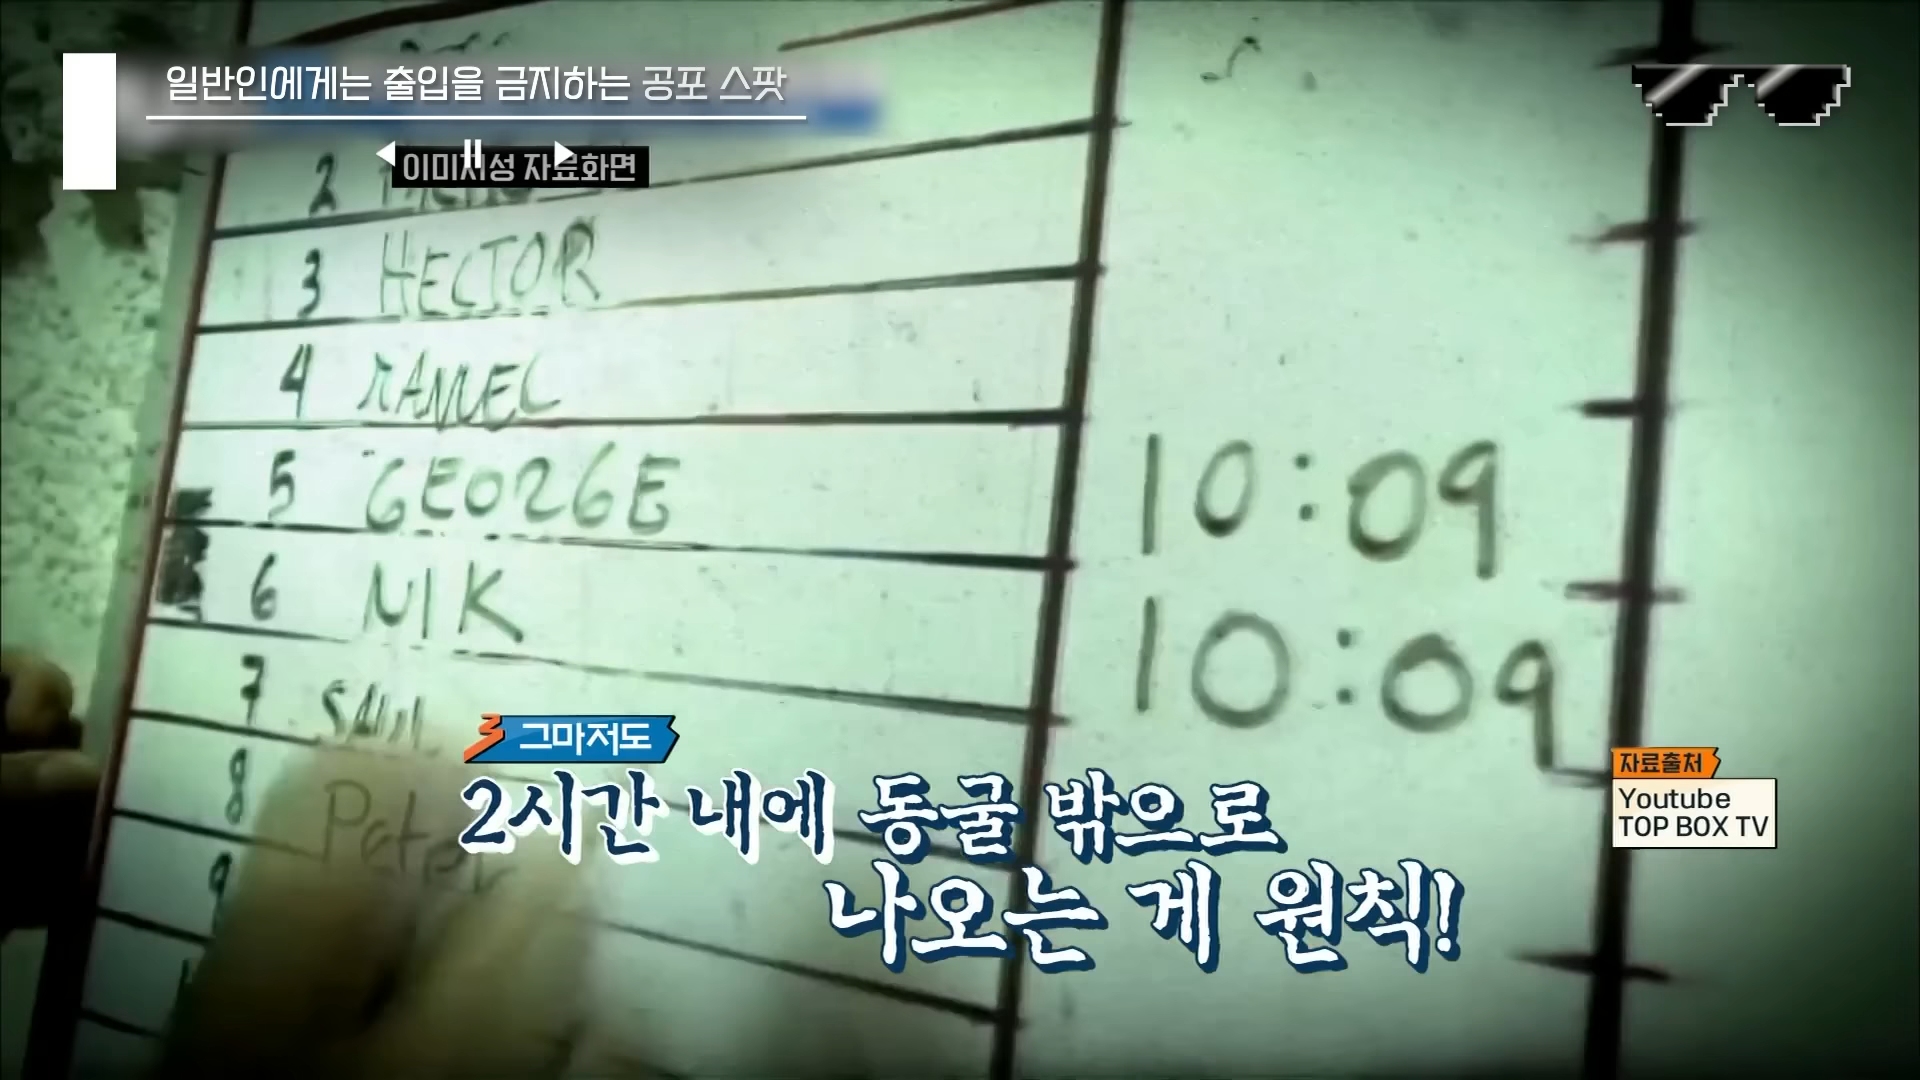 일반인에게는 출입을 금지하는 공포 스팟
이미지성 자료화면
2
3 HECTOR
4
5 GEORGE 10:09
6 NIK 10:09
7 SAUL
8 Peter
9
그마저도
2시간 내에 동굴 밖으로
나오는 게 원칙!
자료출처
Youtube
TOP BOX TV